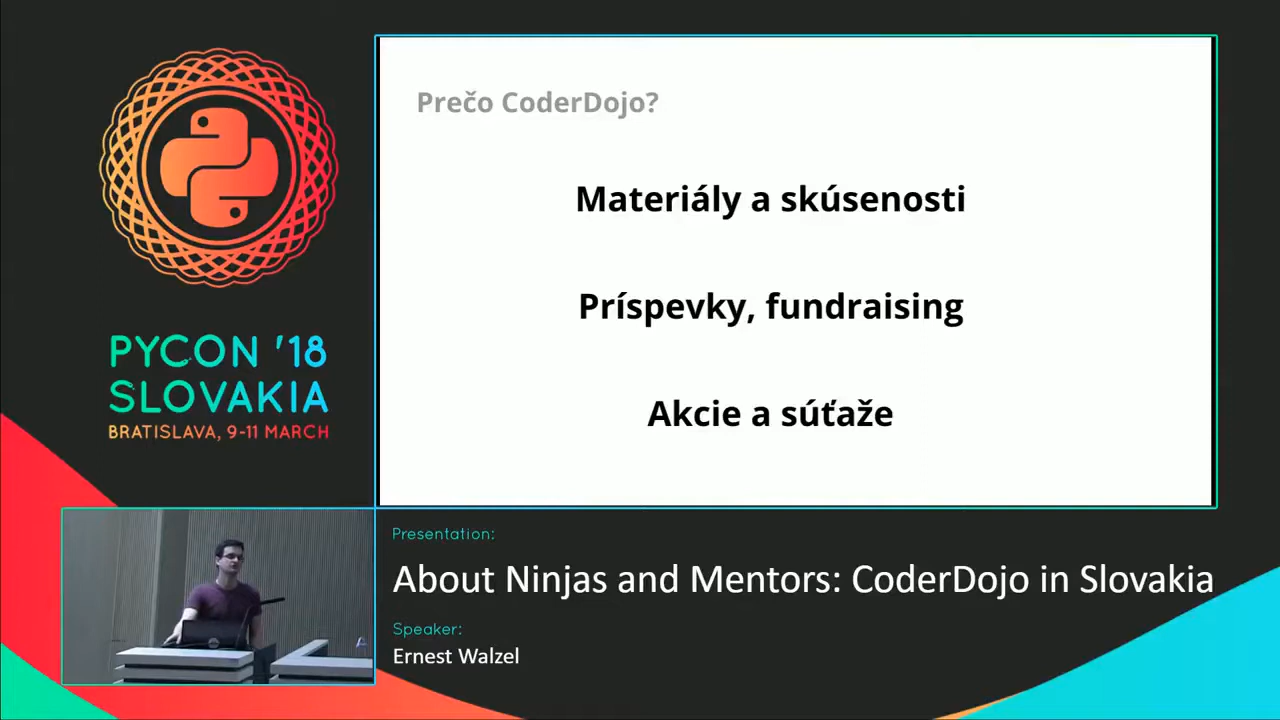 Prečo CoderDojo?
Materiály a skúsenosti
Príspevky, fundraising
Akcie a súťaže
PYCON '18
SLOVAKIA
BRATISLAVA, 9-11 MARCH
Presentation:
About Ninjas and Mentors: CoderDojo in Slovakia
Speaker:
Ernest Walzel